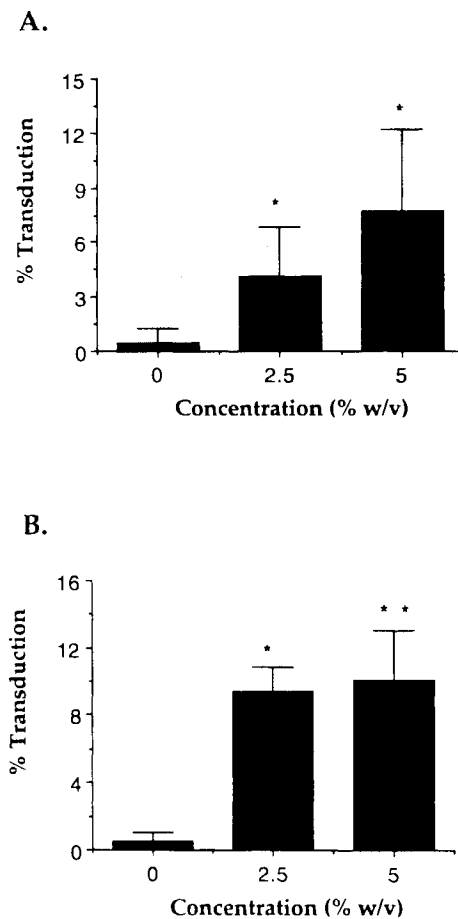 A.
15
12
9
6
3
0
% Transduction
*
*
0 2.5 5
Concentration (% w/v)
B.
16
12
8
4
0
% Transduction
*
* *
0 2.5 5
Concentration (% w/v)